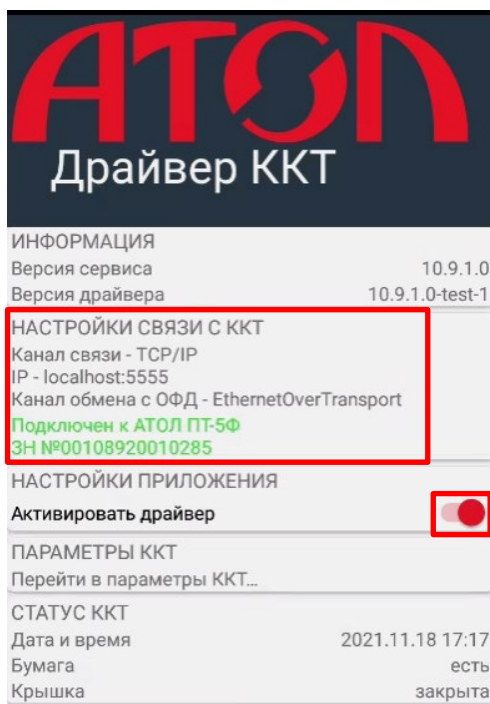 АТОЛ
Драйвер ККТ
ИНФОРМАЦИЯ
Версия сервиса 10.9.1.0
Версия драйвера 10.9.1.0-test-1
НАСТРОЙКИ СВЯЗИ С ККТ
Канал связи - TCP/IP
IP - localhost:5555
Канал обмена с ОФД - EthernetOverTransport
Подключен к АТОЛ ПТ-5Ф
ЗН №00108920010285
НАСТРОЙКИ ПРИЛОЖЕНИЯ
Активировать драйвер
ПАРАМЕТРЫ ККТ
Перейти в параметры ККТ...
СТАТУС ККТ
Дата и время 2021.11.18 17:17
Бумага есть
Крышка закрыта